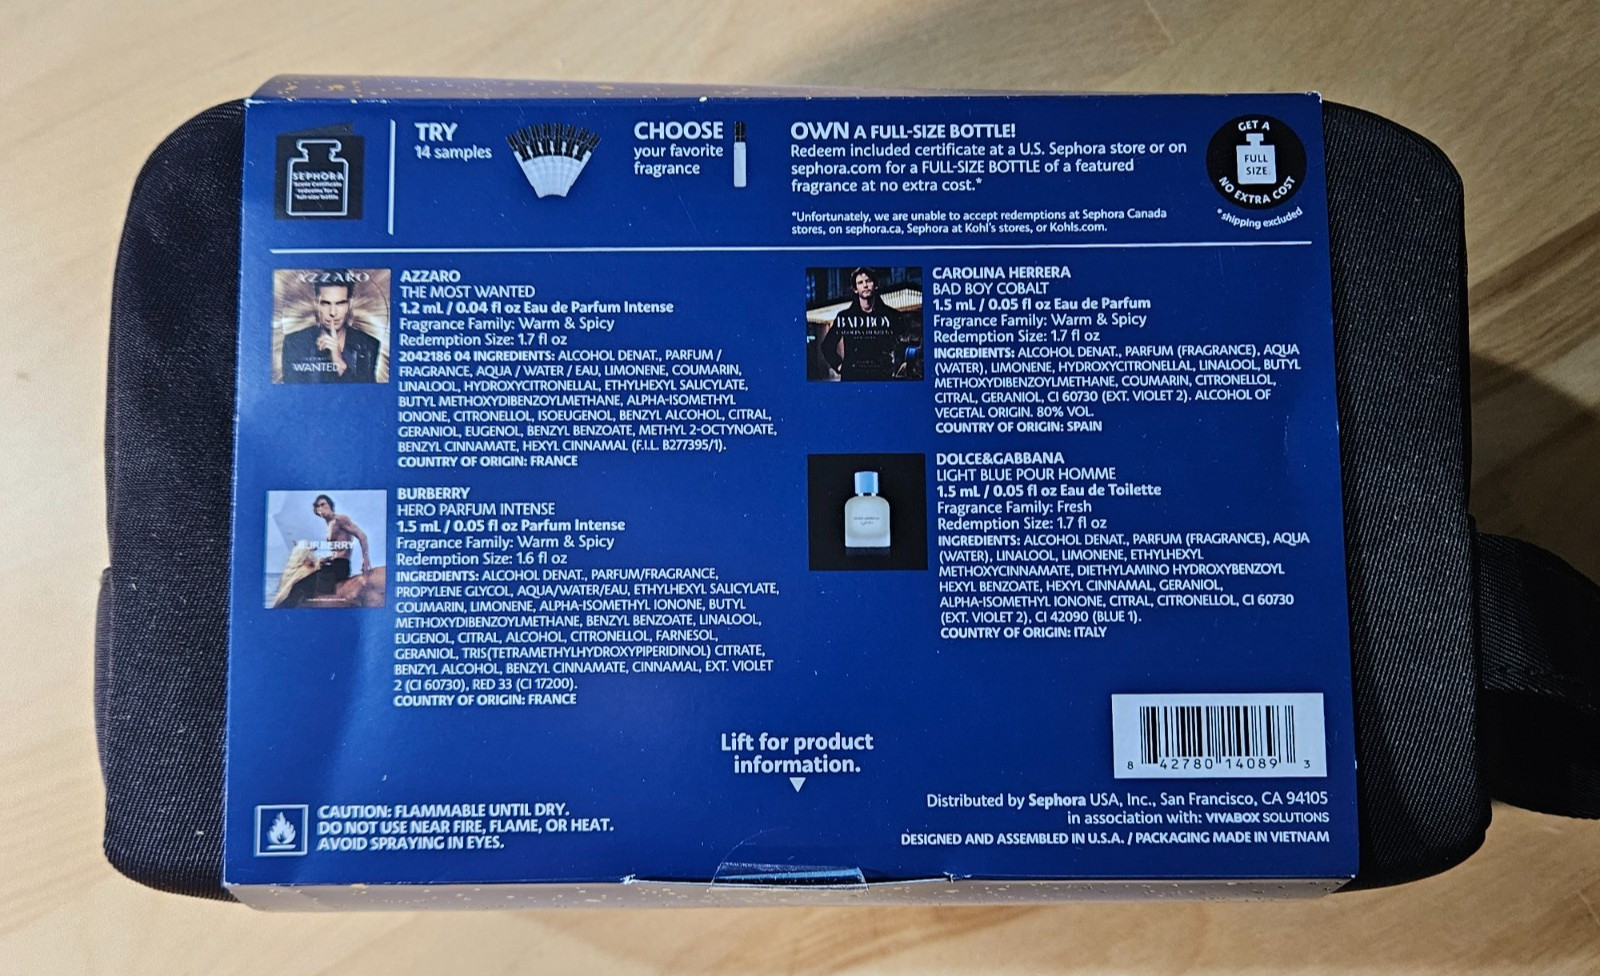 SEPHORA
Scent Certificate
redeems for a
full-size bottle
TRY
14 samples
CHOOSE
your favorite
fragrance
OWN A FULL-SIZE BOTTLE!
Redeem included certificate at a U.S. Sephora store or on
sephora.com for a FULL-SIZE BOTTLE of a featured
fragrance at no extra cost.*
*Unfortunately, we are unable to accept redemptions at Sephora Canada
stores, on sephora.ca, Sephora at Kohl's stores, or Kohls.com.
GET A
FULL
SIZE
NO EXTRA COST
*shipping excluded
AZZARO
WANTED
AZZARO
THE MOST WANTED
1.2 mL / 0.04 fl oz Eau de Parfum Intense
Fragrance Family: Warm & Spicy
Redemption Size: 1.7 fl oz
2042186 04 INGREDIENTS: ALCOHOL DENAT., PARFUM /
FRAGRANCE, AQUA / WATER / EAU, LIMONENE, COUMARIN,
LINALOOL, HYDROXYCITRONELLAL, ETHYLHEXYL SALICYLATE,
BUTYL METHOXYDIBENZOYLMETHANE, ALPHA-ISOMETHYL
IONONE, CITRONELLOL, ISOEUGENOL, BENZYL ALCOHOL, CITRAL,
GERANIOL, EUGENOL, BENZYL BENZOATE, METHYL 2-OCTYNOATE,
BENZYL CINNAMATE, HEXYL CINNAMAL (F.I.L. B277395/1).
COUNTRY OF ORIGIN: FRANCE
BURBERRY
BURBERRY
HERO PARFUM INTENSE
1.5 mL / 0.05 fl oz Parfum Intense
Fragrance Family: Warm & Spicy
Redemption Size: 1.6 fl oz
INGREDIENTS: ALCOHOL DENAT., PARFUM/FRAGRANCE,
PROPYLENE GLYCOL, AQUA/WATER/EAU, ETHYLHEXYL SALICYLATE,
COUMARIN, LIMONENE, ALPHA-ISOMETHYL IONONE, BUTYL
METHOXYDIBENZOYLMETHANE, BENZYL BENZOATE, LINALOOL,
EUGENOL, CITRAL, ALCOHOL, CITRONELLOL, FARNESOL,
GERANIOL, TRIS(TETRAMETHYLHYDROXYPIPERIDINOL) CITRATE,
BENZYL ALCOHOL, BENZYL CINNAMATE, CINNAMAL, EXT. VIOLET
2 (CI 60730), RED 33 (CI 17200).
COUNTRY OF ORIGIN: FRANCE
BAD BOY
CAROLINA HERRERA
CAROLINA HERRERA
BAD BOY COBALT
1.5 mL / 0.05 fl oz Eau de Parfum
Fragrance Family: Warm & Spicy
Redemption Size: 1.7 fl oz
INGREDIENTS: ALCOHOL DENAT., PARFUM (FRAGRANCE), AQUA
(WATER), LIMONENE, HYDROXYCITRONELLAL, LINALOOL, BUTYL
METHOXYDIBENZOYLMETHANE, COUMARIN, CITRONELLOL,
CITRAL, GERANIOL, CI 60730 (EXT. VIOLET 2). ALCOHOL OF
VEGETAL ORIGIN. 80% VOL.
COUNTRY OF ORIGIN: SPAIN
DOLCE&GABBANA
LIGHT BLUE POUR HOMME
1.5 mL / 0.05 fl oz Eau de Toilette
Fragrance Family: Fresh
Redemption Size: 1.7 fl oz
INGREDIENTS: ALCOHOL DENAT., PARFUM (FRAGRANCE), AQUA
(WATER), LINALOOL, LIMONENE, ETHYLHEXYL
METHOXYCINNAMATE, DIETHYLAMINO HYDROXYBENZOYL
HEXYL BENZOATE, HEXYL CINNAMAL, GERANIOL,
ALPHA-ISOMETHYL IONONE, CITRAL, CITRONELLOL, CI 60730
(EXT. VIOLET 2), CI 42090 (BLUE 1).
COUNTRY OF ORIGIN: ITALY
Lift for product
information.
8 42780 14089 3
CAUTION: FLAMMABLE UNTIL DRY.
DO NOT USE NEAR FIRE, FLAME, OR HEAT.
AVOID SPRAYING IN EYES.
Distributed by Sephora USA, Inc., San Francisco, CA 94105
in association with: VIVABOX SOLUTIONS
DESIGNED AND ASSEMBLED IN U.S.A. / PACKAGING MADE IN VIETNAM